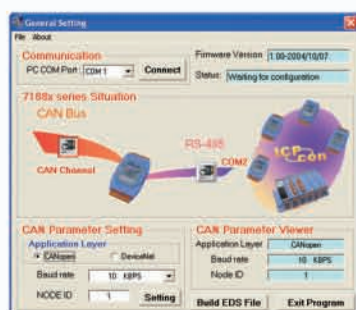 General Setting
File About
Communication
PC COM Port: COM 1 Connect
Firmware Version 1.00-2004/10/07
Status: Waiting for configuration
7188x series Situation
CAN Bus
CAN Channel
RS-485
COM2
ICP con
CAN Parameter Setting
Application Layer
CANopen DeviceNet
Baud rate 10 KBPS
NODE ID 1 Setting
CAN Parameter Viewer
Application Layer CANopen
Baud rate 10 KBPS
Node ID 1
Build EDS File Exit Program